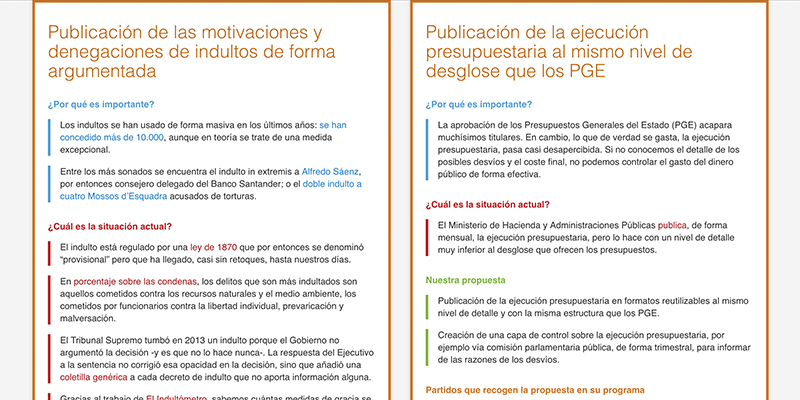 Publicación de las motivaciones y
denegaciones de indultos de forma
argumentada
¿Por qué es importante?
Los indultos se han usado de forma masiva en los últimos años: se han
concedido más de 10.000, aunque en teoría se trate de una medida
excepcional.
Entre los más sonados se encuentra el indulto in extremis a Alfredo Sáenz,
por entonces consejero delegado del Banco Santander; o el doble indulto a
cuatro Mossos d'Esquadra acusados de torturas.
¿Cuál es la situación actual?
El indulto está regulado por una ley de 1870 que por entonces se denominó
“provisional” pero que ha llegado, casi sin retoques, hasta nuestros días.
En porcentaje sobre las condenas, los delitos que son más indultados son
aquellos cometidos contra los recursos naturales y el medio ambiente, los
cometidos por funcionarios contra la libertad individual, prevaricación y
malversación.
El Tribunal Supremo tumbó en 2013 un indulto porque el Gobierno no
argumentó la decisión -y es que no lo hace nunca-. La respuesta del Ejecutivo
a la sentencia no corrigió esa opacidad en la decisión, sino que añadió una
coletilla genérica a cada decreto de indulto que no aporta información alguna.
Gracias al trabajo de El Indultómetro, sabemos cuántas medidas de gracia se
Publicación de la ejecución
presupuestaria al mismo nivel de
desglose que los PGE
¿Por qué es importante?
La aprobación de los Presupuestos Generales del Estado (PGE) acapara
muchísimos titulares. En cambio, lo que de verdad se gasta, la ejecución
presupuestaria, pasa casi desapercibida. Si no conocemos el detalle de los
posibles desvíos y el coste final, no podemos controlar el gasto del dinero
público de forma efectiva.
¿Cuál es la situación actual?
El Ministerio de Hacienda y Administraciones Públicas publica, de forma
mensual, la ejecución presupuestaria, pero lo hace con un nivel de detalle
muy inferior al desglose que ofrecen los presupuestos.
Nuestra propuesta
Publicación de la ejecución presupuestaria en formatos reutilizables al mismo
nivel de detalle y con la misma estructura que los PGE.
Creación de una capa de control sobre la ejecución presupuestaria, por
ejemplo vía comisión parlamentaria pública, de forma trimestral, para informar
de las razones de los desvíos.
Partidos que recogen la propuesta en su programa